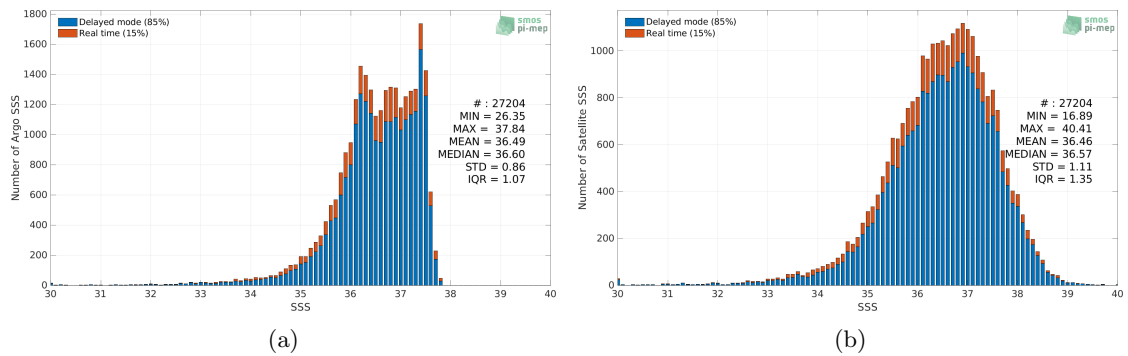 Delayed mode (85%)
Real time (15%)
smos
pi-mep
# : 27204
MIN = 26.35
MAX = 37.84
MEAN = 36.49
MEDIAN = 36.60
STD = 0.86
IQR = 1.07
Number of Argo SSS
1800
1600
1400
1200
1000
800
600
400
200
0
30 31 32 33 34 35 36 37 38 39 40
SSS
(a)
Delayed mode (85%)
Real time (15%)
smos
pi-mep
# : 27204
MIN = 16.89
MAX = 40.41
MEAN = 36.46
MEDIAN = 36.57
STD = 1.11
IQR = 1.35
Number of Satellite SSS
1000
800
600
400
200
0
30 31 32 33 34 35 36 37 38 39 40
SSS
(b)